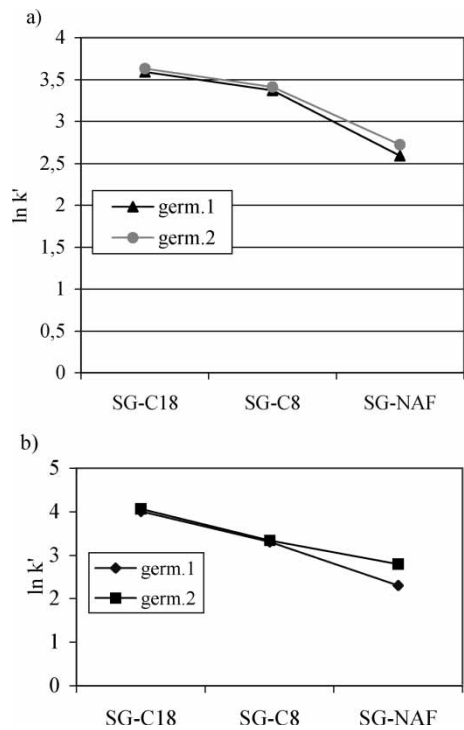 a)
4
3,5
3
2,5
2
1,5
1
0,5
0
ln k'
germ.1
germ.2
SG-C18 SG-C8 SG-NAF
b)
5
4
3
2
1
0
ln k'
germ.1
germ.2
SG-C18 SG-C8 SG-NAF